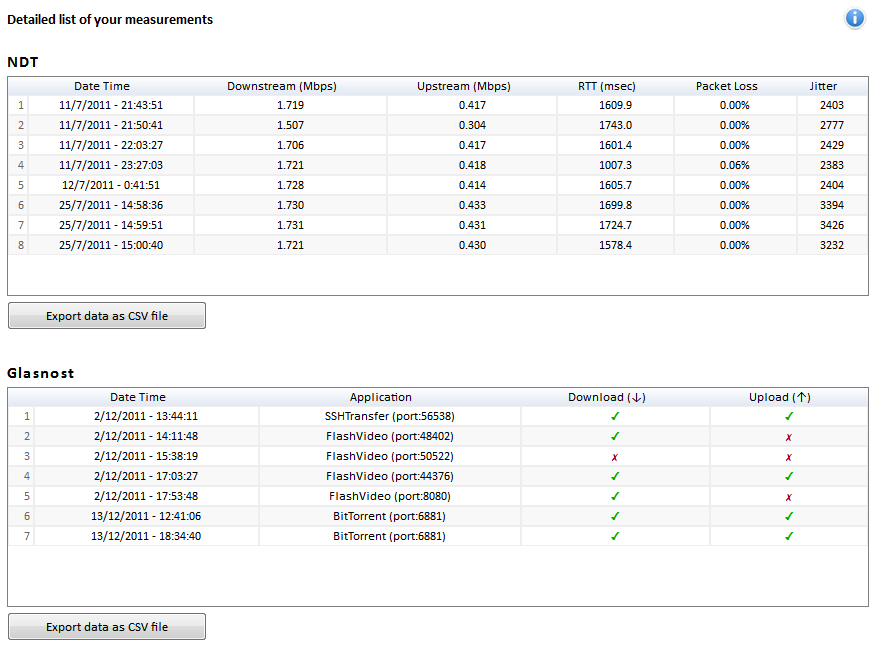 Detailed list of your measurements
NDT
Date Time Downstream (Mbps) Upstream (Mbps) RTT (msec) Packet Loss Jitter
1 11/7/2011 - 21:43:51 1.719 0.417 1609.9 0.00% 2403
2 11/7/2011 - 21:50:41 1.507 0.304 1743.0 0.00% 2777
3 11/7/2011 - 22:03:27 1.706 0.417 1601.4 0.00% 2429
4 11/7/2011 - 23:27:03 1.721 0.418 1007.3 0.06% 2383
5 12/7/2011 - 0:41:51 1.728 0.414 1605.7 0.00% 2404
6 25/7/2011 - 14:58:36 1.730 0.433 1699.8 0.00% 3394
7 25/7/2011 - 14:59:51 1.731 0.431 1724.7 0.00% 3426
8 25/7/2011 - 15:00:40 1.721 0.430 1578.4 0.00% 3232
Export data as CSV file
Glasnost
Date Time Application Download (↓) Upload (↑)
1 2/12/2011 - 13:44:11 SSHTransfer (port:56538) ✓ ✓
2 2/12/2011 - 14:11:48 FlashVideo (port:48402) ✓ ✗
3 2/12/2011 - 15:38:19 FlashVideo (port:50522) ✗ ✗
4 2/12/2011 - 17:03:27 FlashVideo (port:44376) ✓ ✓
5 2/12/2011 - 17:53:48 FlashVideo (port:8080) ✓ ✗
6 13/12/2011 - 12:41:06 BitTorrent (port:6881) ✓ ✓
7 13/12/2011 - 18:34:40 BitTorrent (port:6881) ✓ ✓
Export data as CSV file